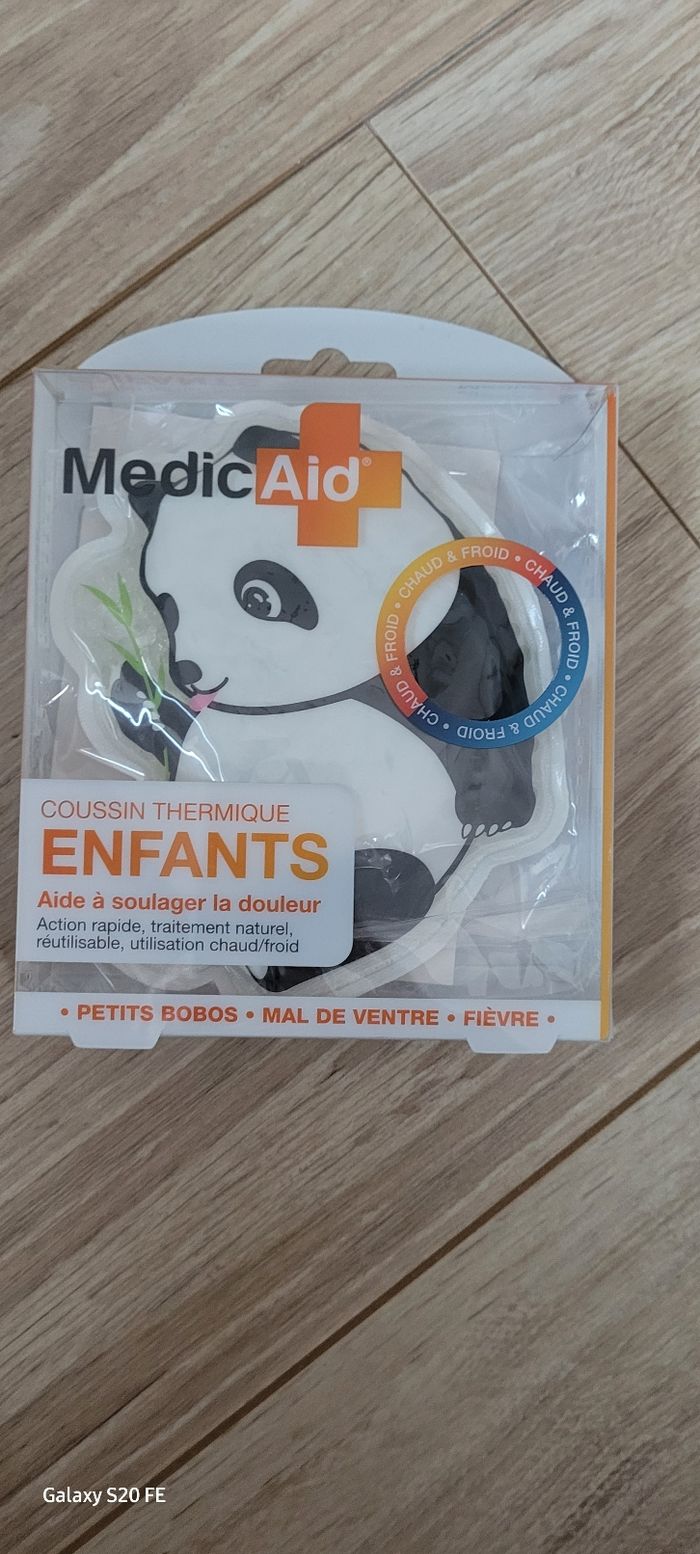 MedicAid®
CHAUD & FROID • CHAUD & FROID • CHAUD & FROID • CHAUD & FROID •
COUSSIN THERMIQUE
ENFANTS
Aide à soulager la douleur
Action rapide, traitement naturel,
réutilisable, utilisation chaud/froid
• PETITS BOBOS • MAL DE VENTRE • FIÈVRE •
Galaxy S20 FE